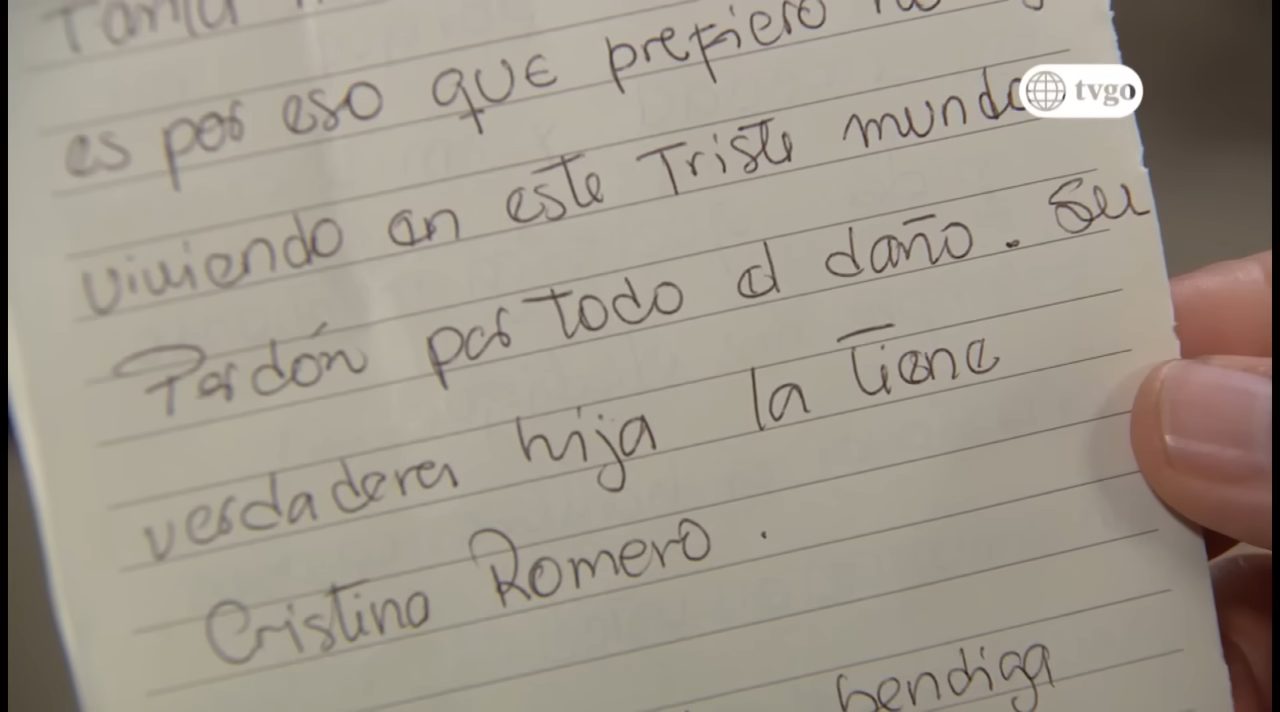 es por eso que prefiero
viviendo en este Triste mundo
tvgo
Perdón por todo el daño. Su
verdadera hija la tiene
Cristina Romero.
bendiga